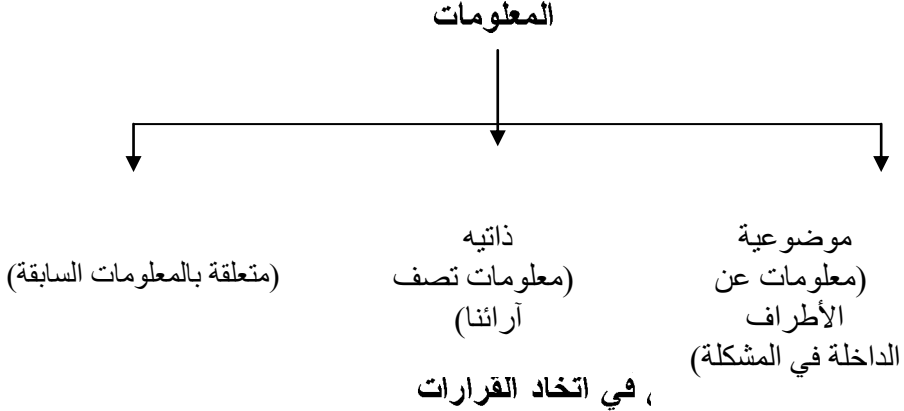 المعلومات
موضوعية
(معلومات عن
الأطراف
الداخلة في المشكلة)
ذاتيه
(معلومات تصف
آرائنا)
(متعلقة بالمعلومات السابقة)
في اتخاد القرارات